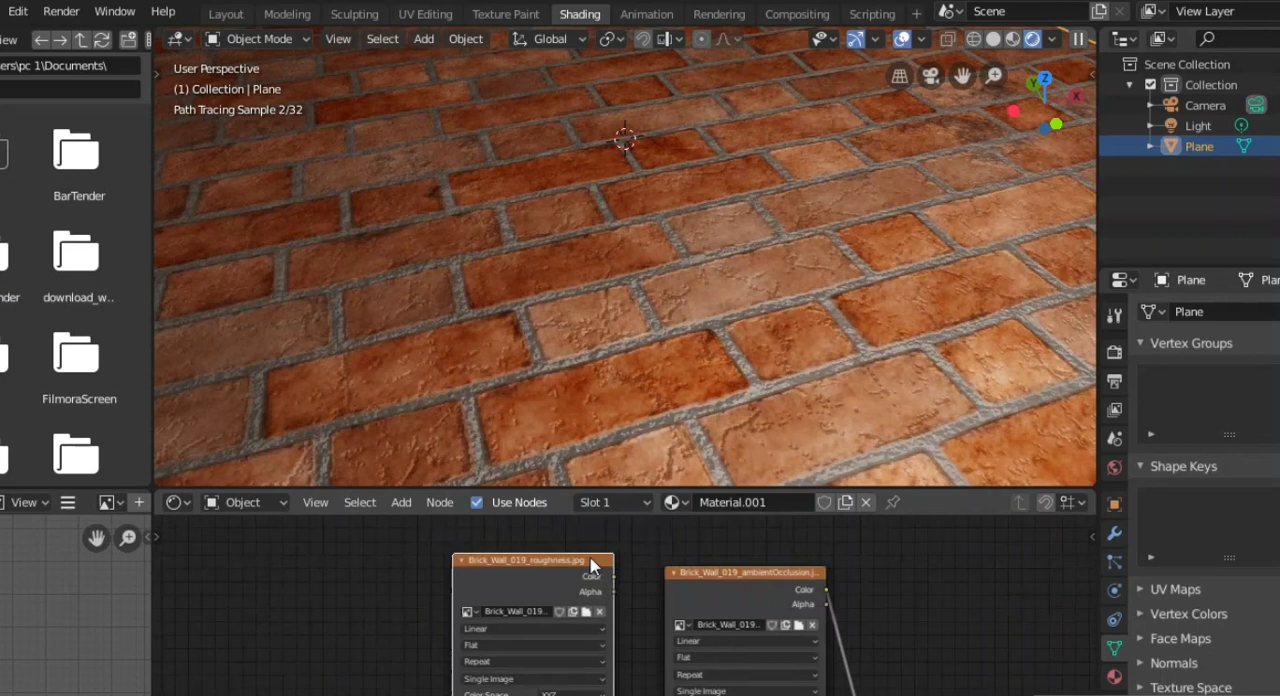 Edit Render Window Help Layout Modeling Sculpting UV Editing Texture Paint Shading Animation Rendering Compositing Scripting + Scene View Layer
iew Object Mode View Select Add Object Global
ers\pc 1\Documents\
User Perspective
(1) Collection | Plane
Path Tracing Sample 2/32
Z
Y
X
BarTender
nder
download_w..
FilmoraScreen
Scene Collection
Collection
Camera
Light
Plane
Plane Plan
Plane
Vertex Groups
Shape Keys
UV Maps
Vertex Colors
Face Maps
Normals
Texture Space
View
Object View Select Add Node Use Nodes Slot 1 Material.001
Brick_Wall_019_roughness.jpg
Color
Alpha
Brick_Wall_019...
Linear
Flat
Repeat
Single Image
Color Space XYZ
Brick_Wall_019_ambientOcclusion.j...
Color
Alpha
Brick_Wall_019...
Linear
Flat
Repeat
Single Image